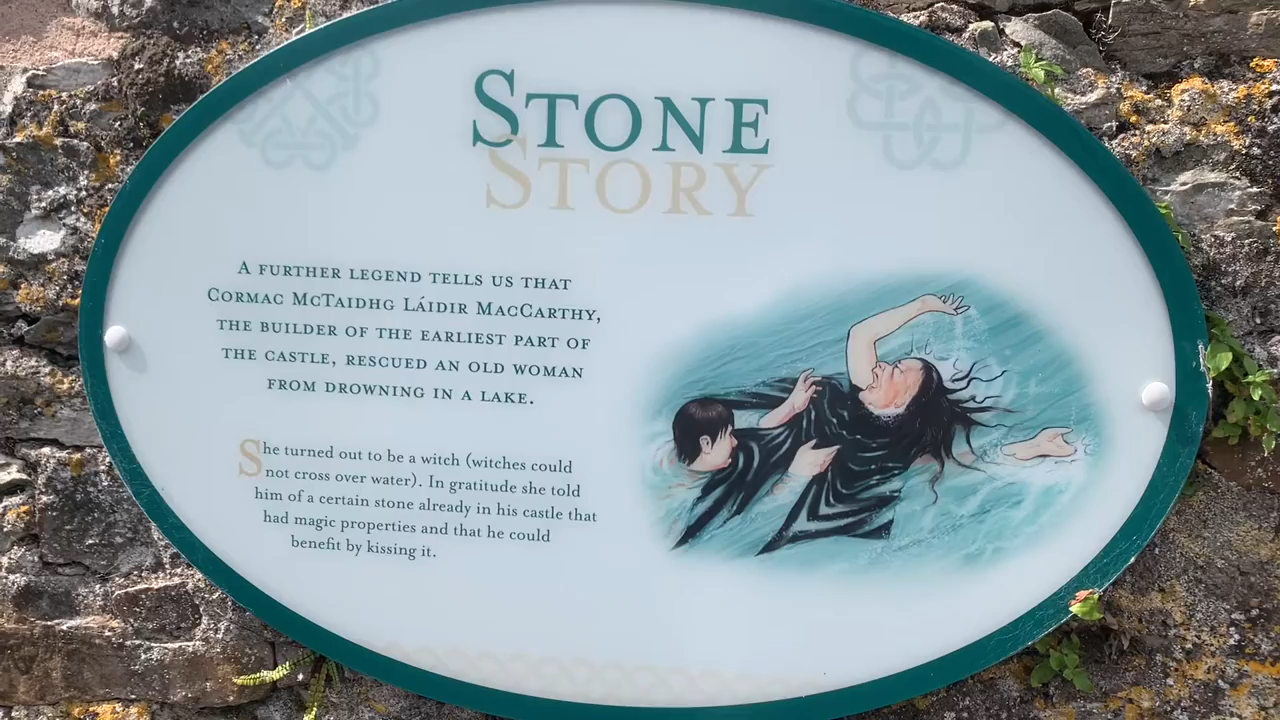 STONE
STORY
A FURTHER LEGEND TELLS US THAT
CORMAC MCTAIDHG LÁIDIR MACCARTHY,
THE BUILDER OF THE EARLIEST PART OF
THE CASTLE, RESCUED AN OLD WOMAN
FROM DROWNING IN A LAKE.
She turned out to be a witch (witches could
not cross over water). In gratitude she told
him of a certain stone already in his castle that
had magic properties and that he could
benefit by kissing it.